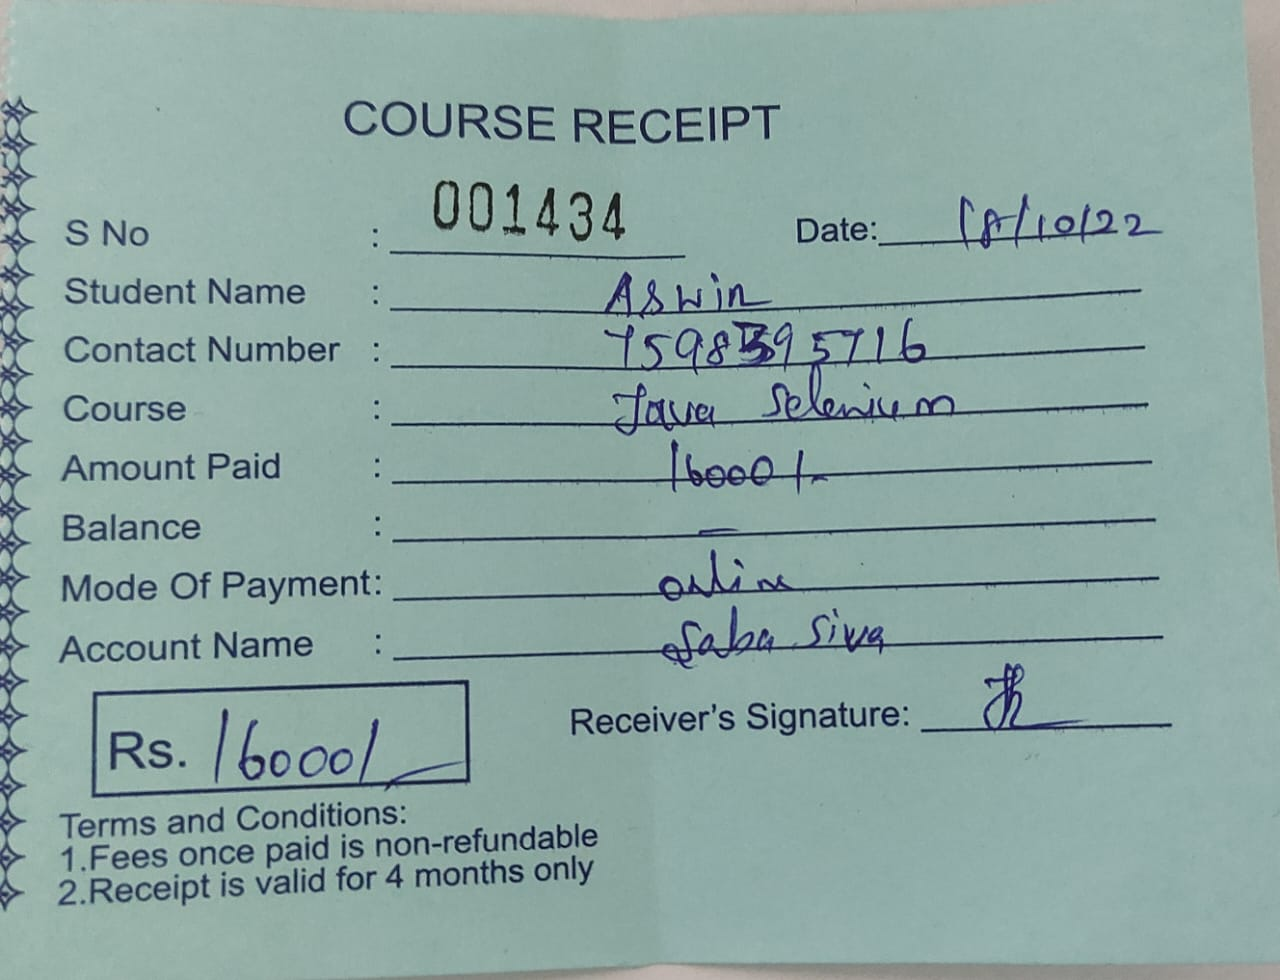 COURSE RECEIPT
S No : 001434 Date: 18/10/22
Student Name : Aswin
Contact Number : 7598395716
Course : Java Selenium
Amount Paid : 16000/-
Balance : —
Mode Of Payment: online
Account Name : Saba Siva
Rs. 16000/-
Receiver's Signature:
Terms and Conditions:
1.Fees once paid is non-refundable
2.Receipt is valid for 4 months only